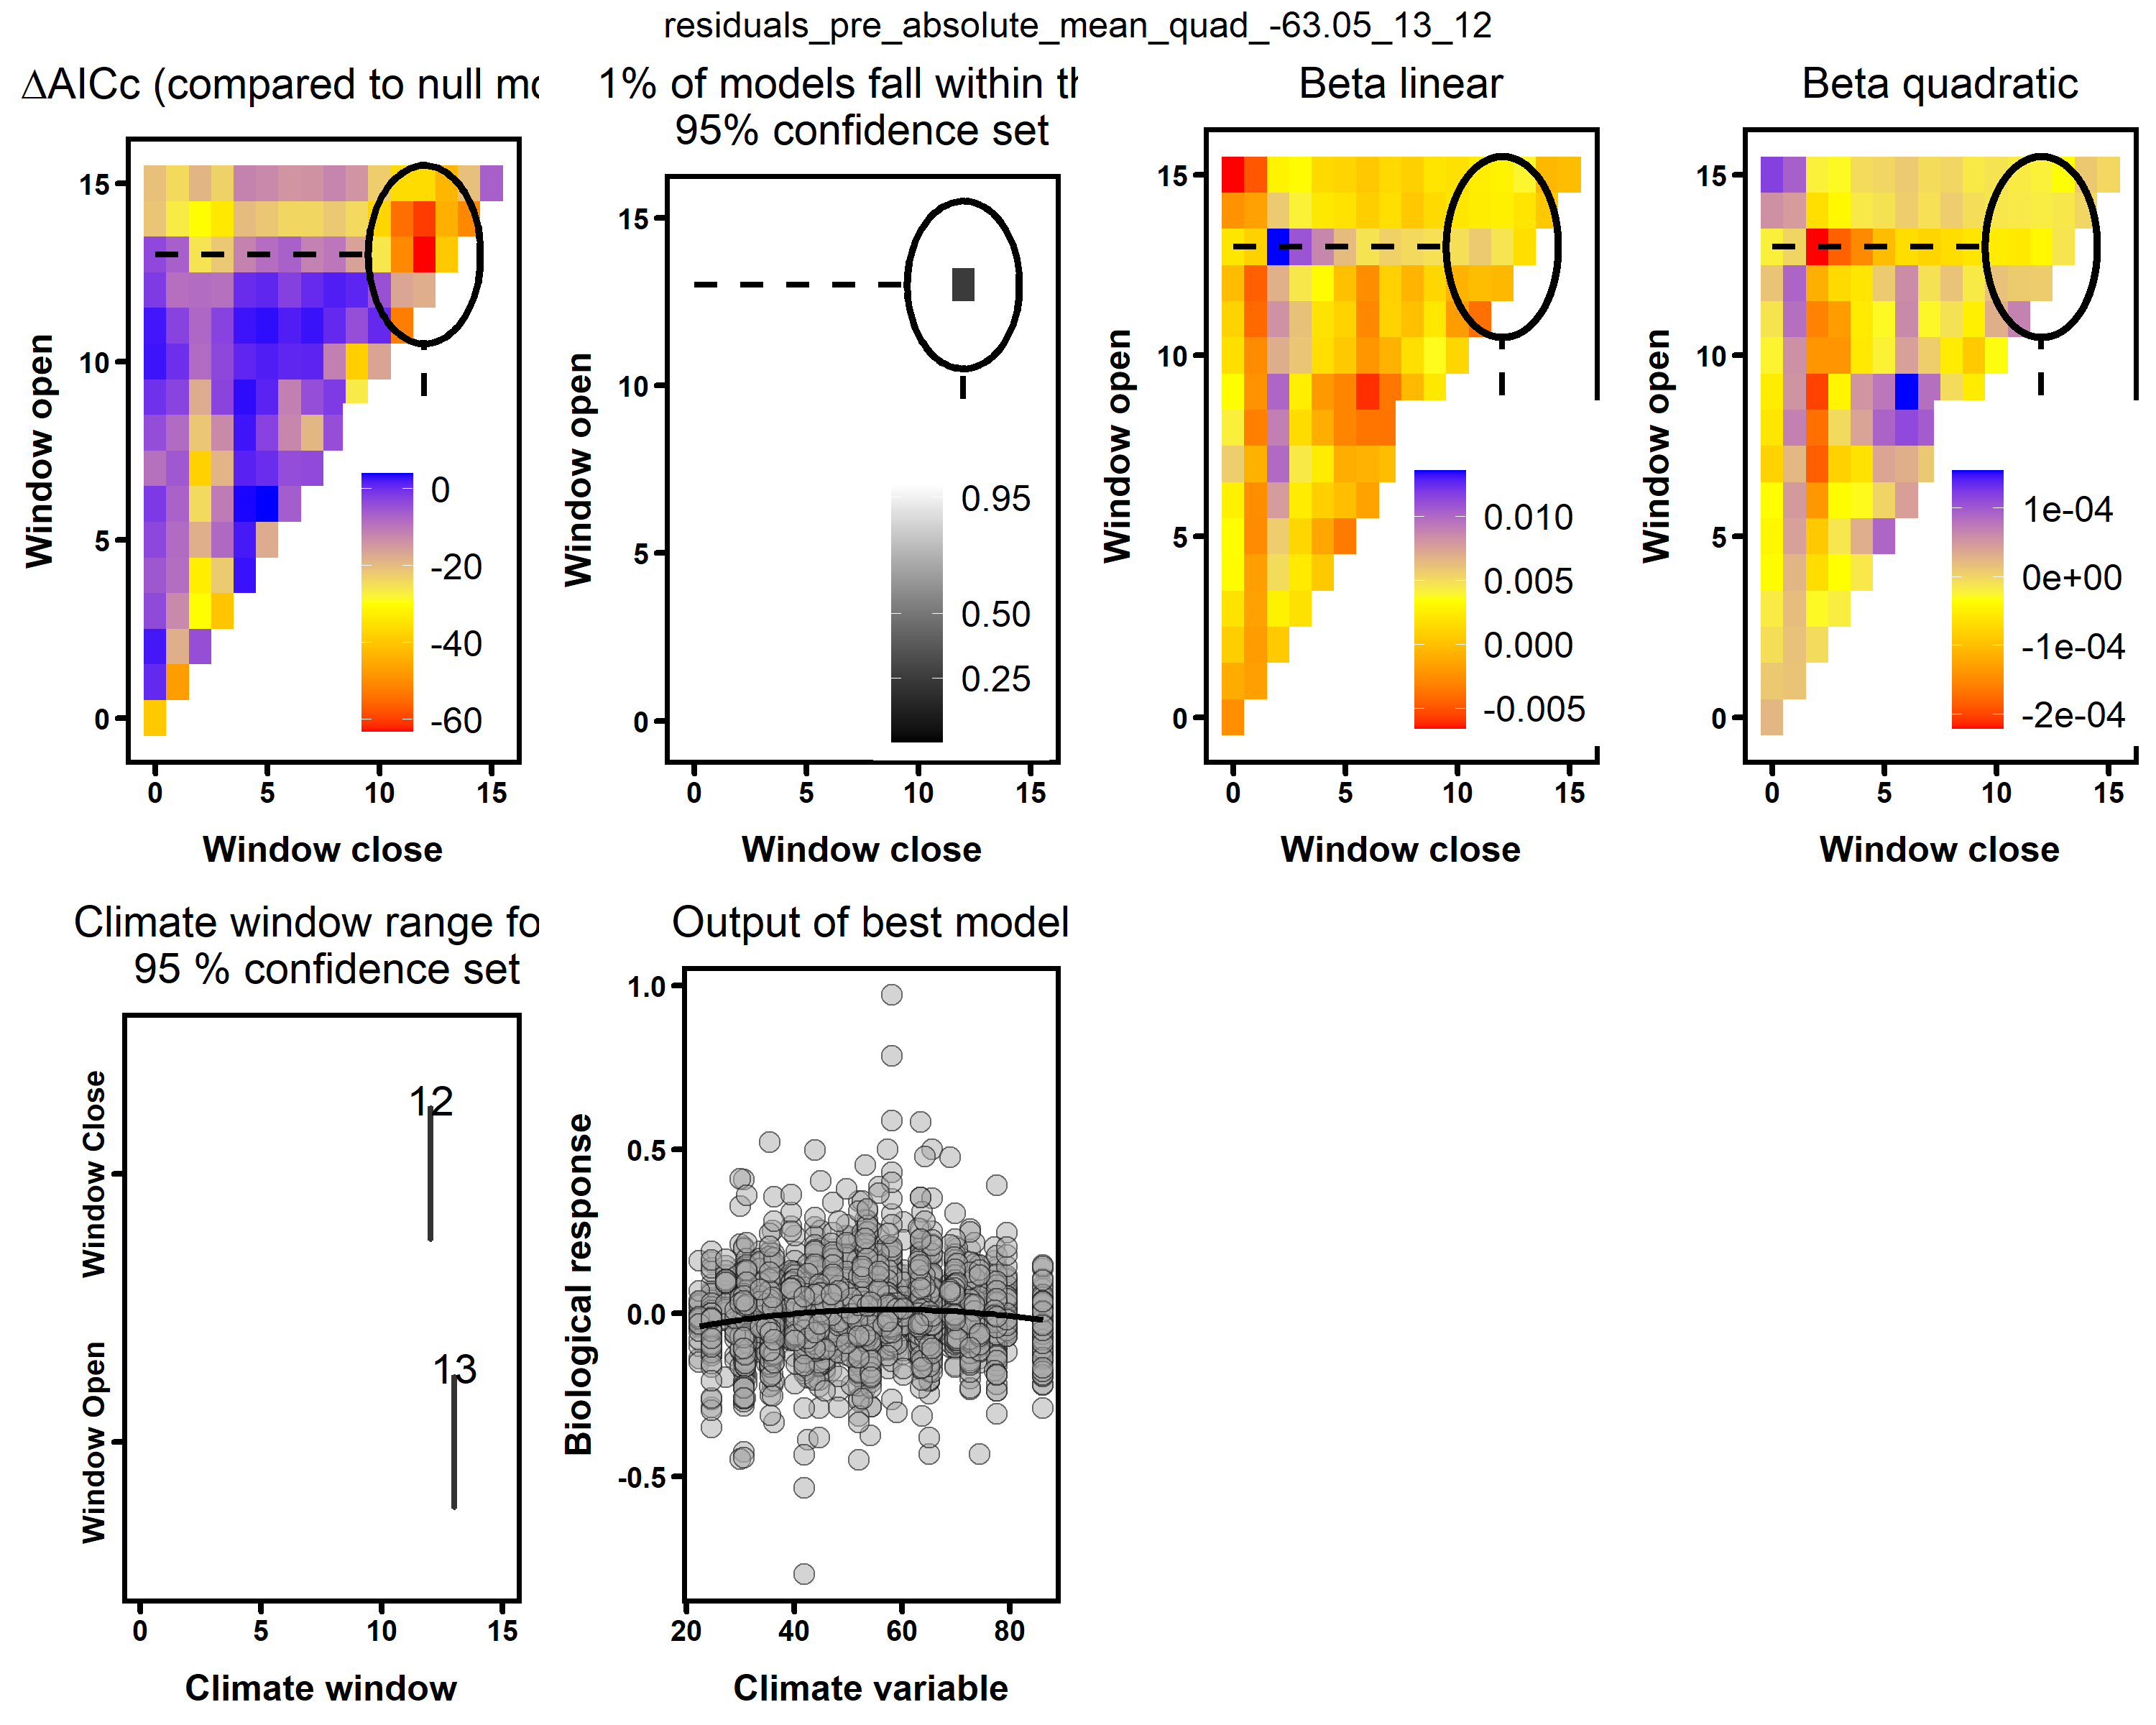 residuals_pre_absolute_mean_quad_-63.05_13_12
ΔAICc (compared to null mo
Window open
15
10
5
0
0
-20
-40
-60
0 5 10 15
Window close
1% of models fall within th
95% confidence set
Window open
15
10
5
0
0.95
0.50
0.25
0 5 10 15
Window close
Beta linear
Window open
15
10
5
0
0.010
0.005
0.000
-0.005
0 5 10 15
Window close
Beta quadratic
Window open
15
10
5
0
1e-04
0e+00
-1e-04
-2e-04
0 5 10 15
Window close
Climate window range fo
95 % confidence set
Window Close
Window Open
12
13
0 5 10 15
Climate window
Output of best model
Biological response
1.0
0.5
0.0
-0.5
20 40 60 80
Climate variable